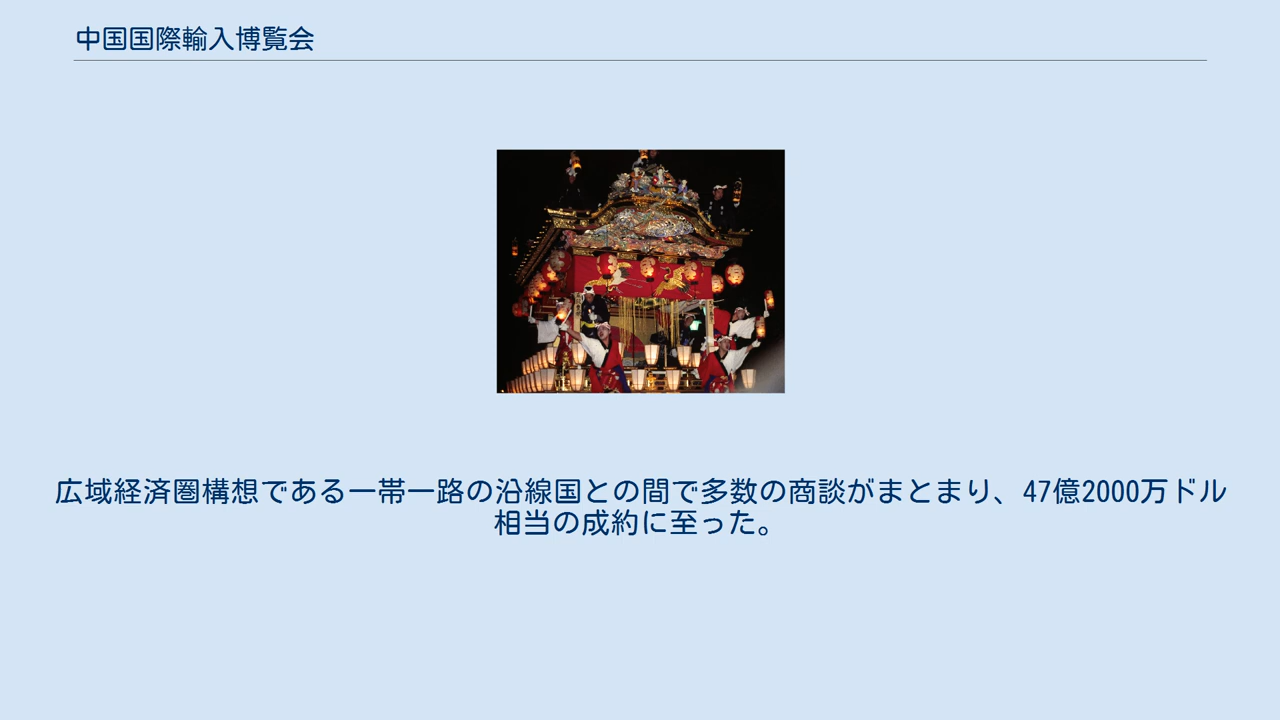 中国国際輸入博覧会
広域経済圏構想である一帯一路の沿線国との間で多数の商談がまとまり、47億2000万ドル
相当の成約に至った。